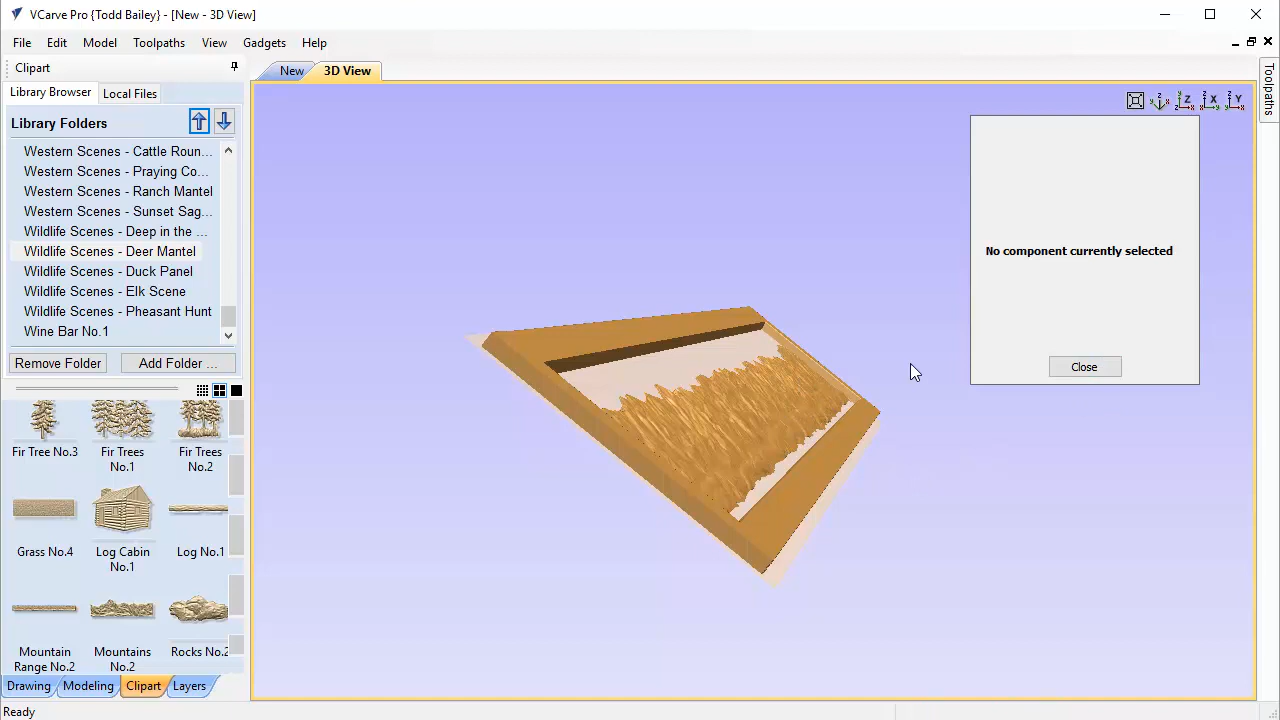 VCarve Pro {Todd Bailey} - [New - 3D View]
File Edit Model Toolpaths View Gadgets Help
Clipart
New 3D View
Library Browser Local Files
Library Folders
Western Scenes - Cattle Roun...
Western Scenes - Praying Co...
Western Scenes - Ranch Mantel
Western Scenes - Sunset Sag...
Wildlife Scenes - Deep in the ...
Wildlife Scenes - Deer Mantel
Wildlife Scenes - Duck Panel
Wildlife Scenes - Elk Scene
Wildlife Scenes - Pheasant Hunt
Wine Bar No.1
Remove Folder Add Folder ...
Fir Tree No.3
Fir Trees No.1
Fir Trees No.2
Grass No.4
Log Cabin No.1
Log No.1
Mountain Range No.2
Mountains No.2
Rocks No.2
Drawing Modeling Clipart Layers
Ready
z
Z
X
Y
No component currently selected
Close
Toolpaths